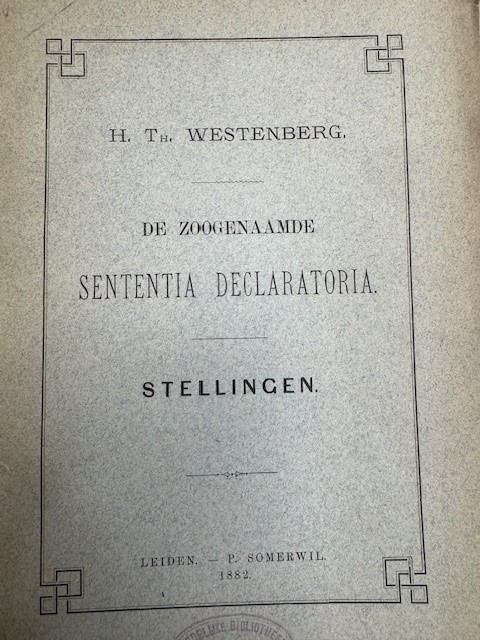 H. Th. WESTENBERG.
DE ZOOGENAAMDE
SENTENTIA DECLARATORIA.
STELLINGEN.
LEIDEN. — P. SOMERWIL.
1882.